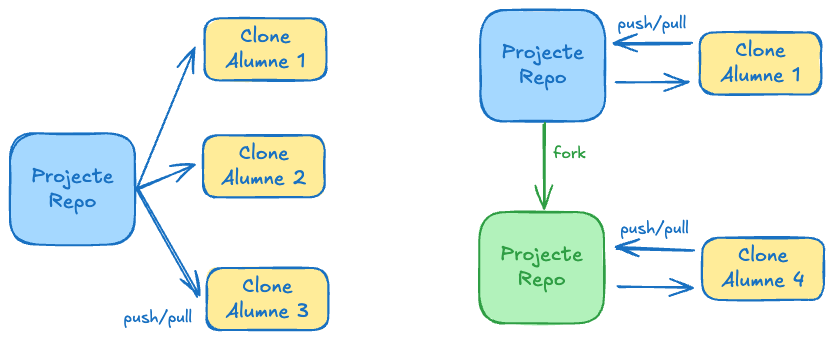 Clone
Alumne 1
Clone
Alumne 2
Projecte
Repo
Clone
Alumne 3
push/pull
Projecte
Repo
push/pull
Clone
Alumne 1
fork
Projecte
Repo
push/pull
Clone
Alumne 4